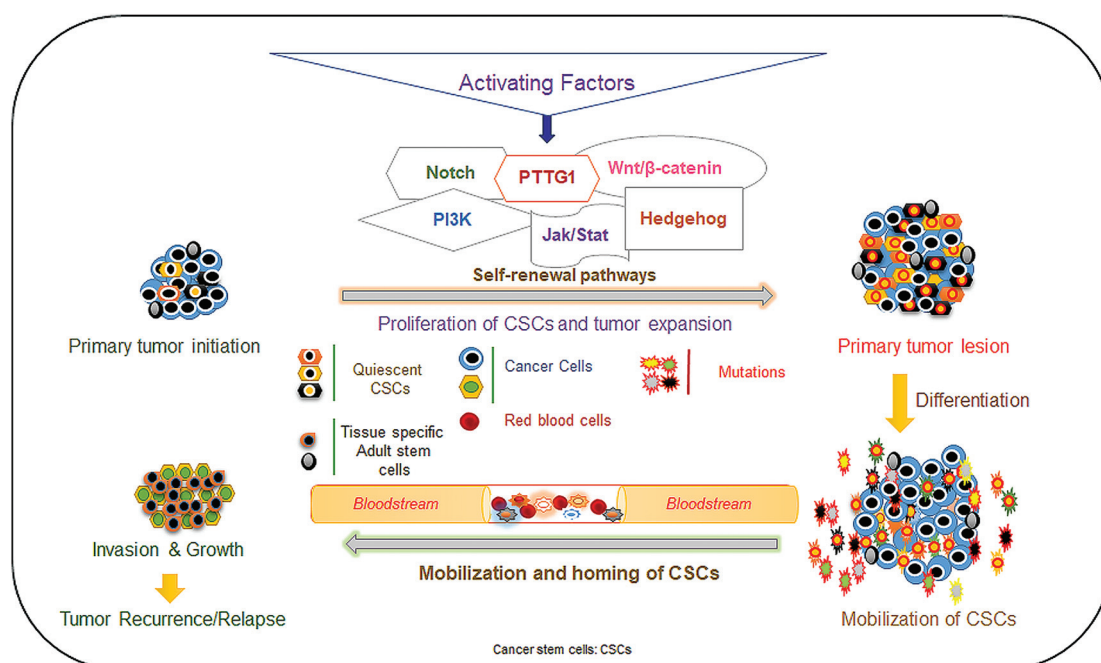 Activating Factors
Notch
PTTG1
Wnt/β-catenin
PI3K
Jak/Stat
Hedgehog
Self-renewal pathways
Proliferation of CSCs and tumor expansion
Primary tumor initiation
Primary tumor lesion
Quiescent
CSCs
Cancer Cells
Mutations
Red blood cells
Tissue specific
Adult stem
cells
Differentiation
Bloodstream
Bloodstream
Invasion & Growth
Mobilization and homing of CSCs
Tumor Recurrence/Relapse
Mobilization of CSCs
Cancer stem cells: CSCs